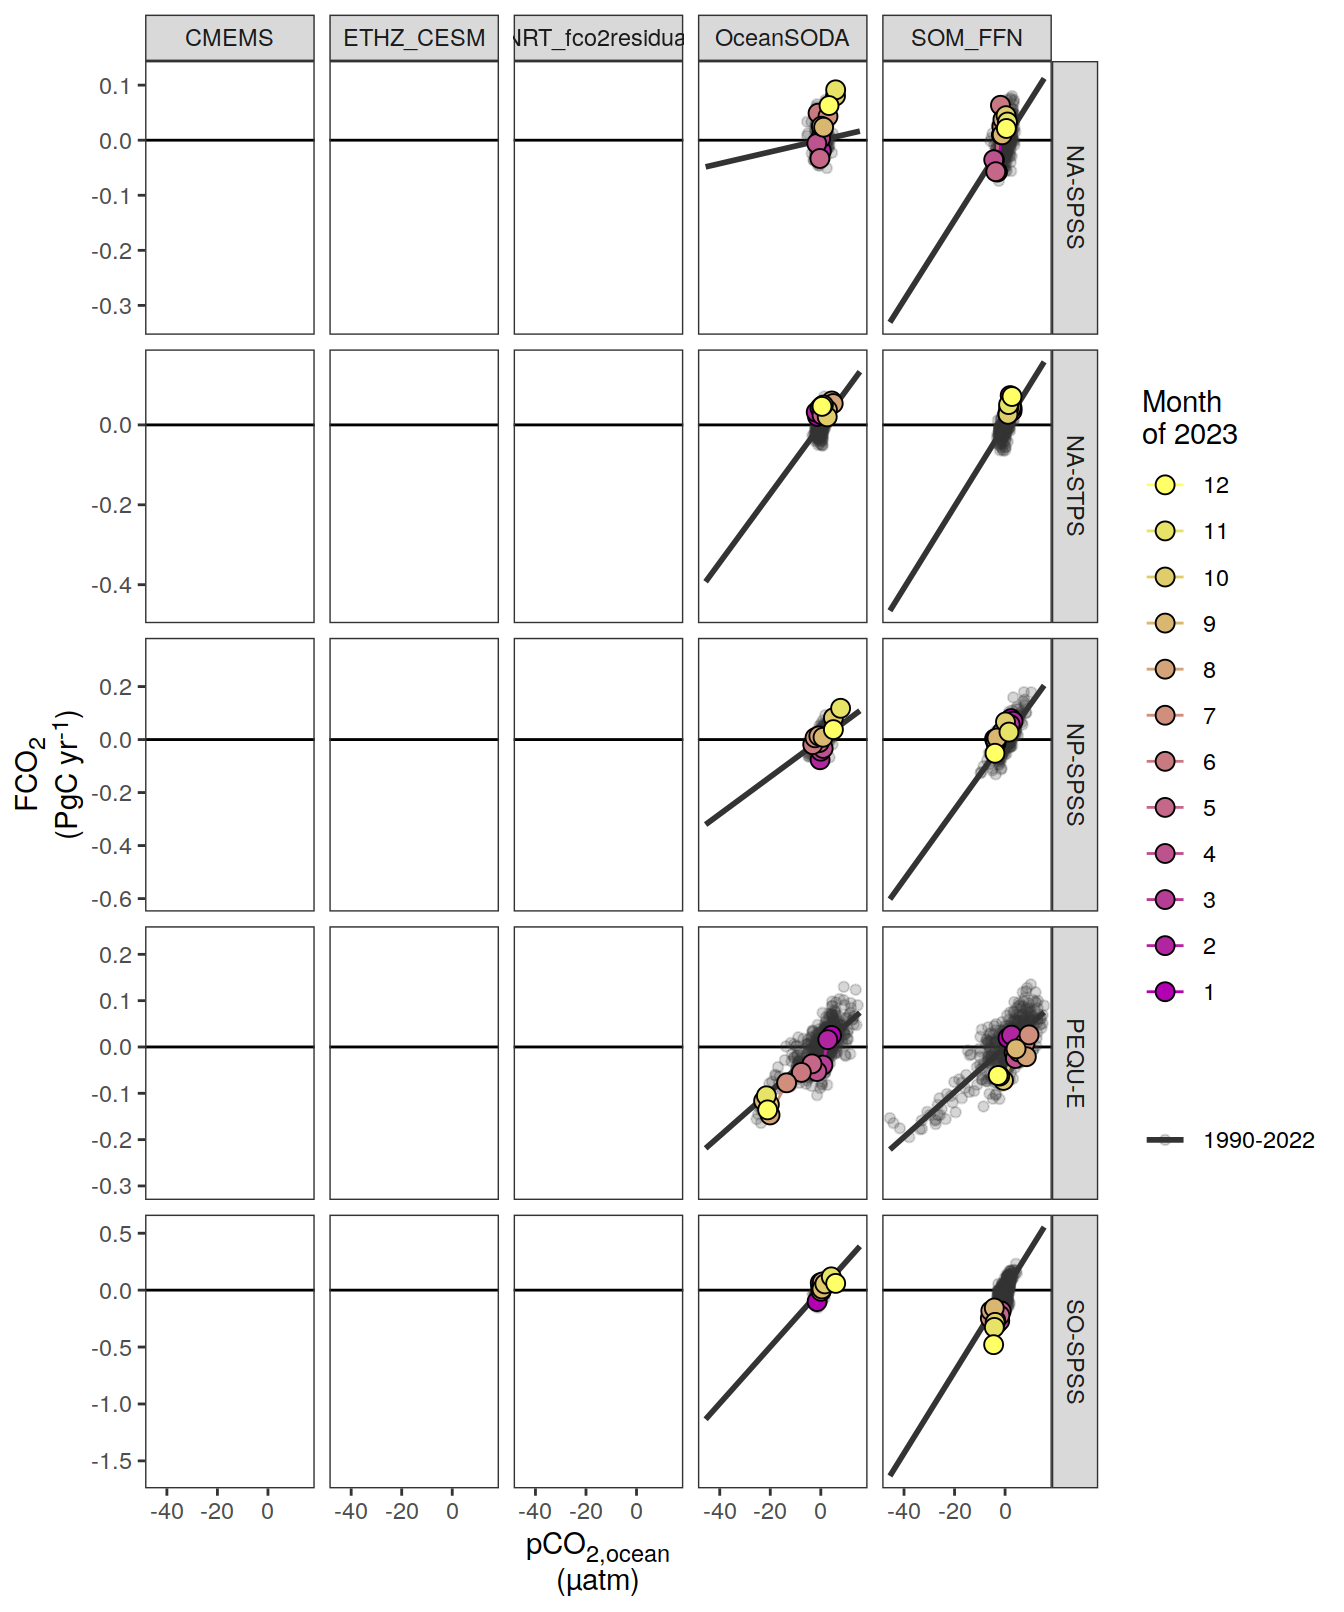 CMEMS ETHZ_CESM NRT_fco2residua OceanSODA SOM_FFN
0.1
0.0
-0.1
-0.2
-0.3
NA-SPSS
0.0
-0.2
-0.4
NA-STPS
0.2
0.0
-0.2
-0.4
-0.6
NP-SPSS
0.2
0.1
0.0
-0.1
-0.2
-0.3
PEQU-E
0.5
0.0
-0.5
-1.0
-1.5
SO-SPSS
-40 -20 0 -40 -20 0 -40 -20 0 -40 -20 0 -40 -20 0
pCO2,ocean
(µatm)
FCO2
(PgC yr-1)
Month
of 2023
12
11
10
9
8
7
6
5
4
3
2
1
1990-2022